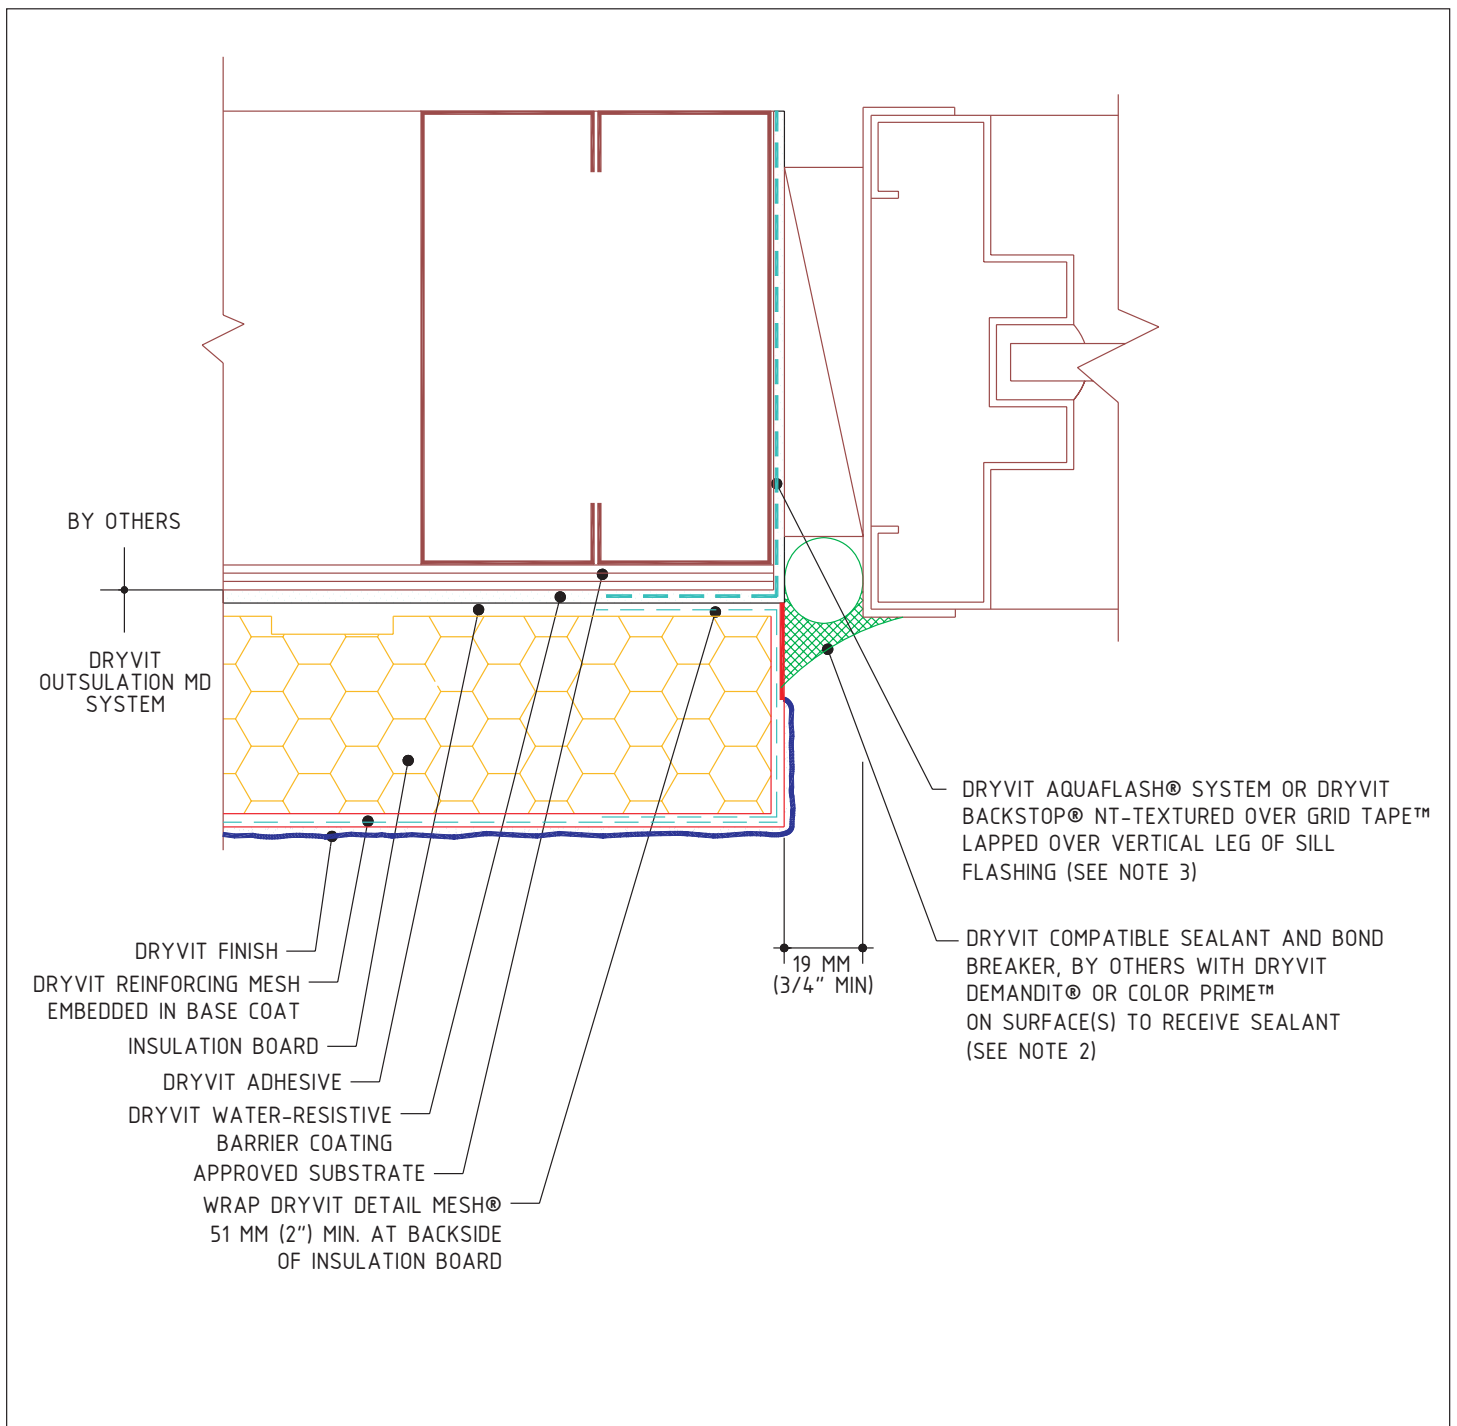 BY OTHERS
DRYVIT
OUTSULATION MD
SYSTEM
DRYVIT FINISH
DRYVIT REINFORCING MESH
EMBEDDED IN BASE COAT
INSULATION BOARD
DRYVIT ADHESIVE
DRYVIT WATER-RESISTIVE
BARRIER COATING
APPROVED SUBSTRATE
WRAP DRYVIT DETAIL MESH®
51 MM (2") MIN. AT BACKSIDE
OF INSULATION BOARD
19 MM
(3/4" MIN)
DRYVIT AQUAFLASH® SYSTEM OR DRYVIT
BACKSTOP® NT-TEXTURED OVER GRID TAPE™
LAPPED OVER VERTICAL LEG OF SILL
FLASHING (SEE NOTE 3)
DRYVIT COMPATIBLE SEALANT AND BOND
BREAKER, BY OTHERS WITH DRYVIT
DEMANDIT® OR COLOR PRIME™
ON SURFACE(S) TO RECEIVE SEALANT
(SEE NOTE 2)